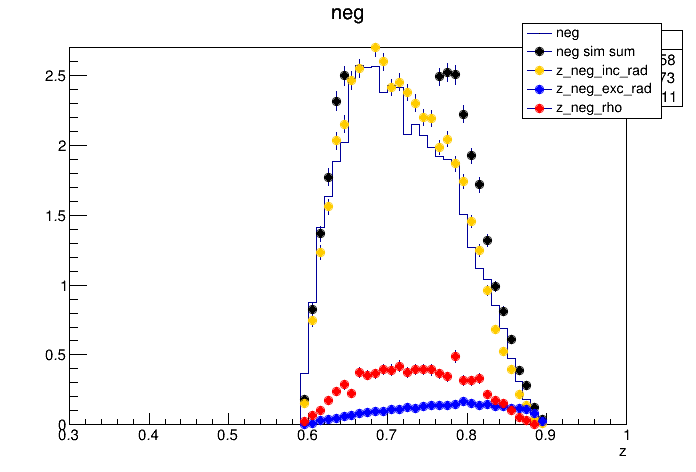 neg
neg
neg sim sum
z_neg_inc_rad
z_neg_exc_rad
z_neg_rho
58
73
11
2.5
2
1.5
1
0.5
0
0.3
0.4
0.5
0.6
0.7
0.8
0.9
1
z